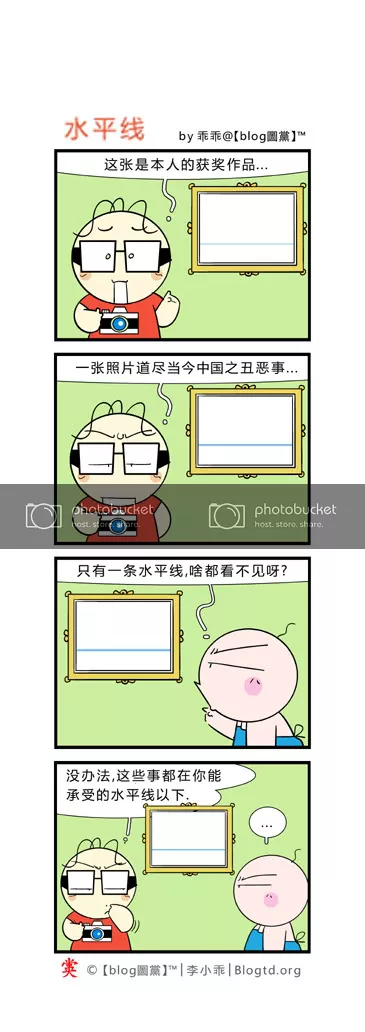 水平线
by 乖乖@【blog圖黨】™
这张是本人的获奖作品...
一张照片道尽当今中国之丑恶事...
photobucket
host. store. share.
photobucket
host. store. share.
只有一条水平线,啥都看不见呀?
没办法,这些事都在你能
承受的水平线以下.
...
© 【blog圖黨】™ | 李小乖 | Blogtd.org